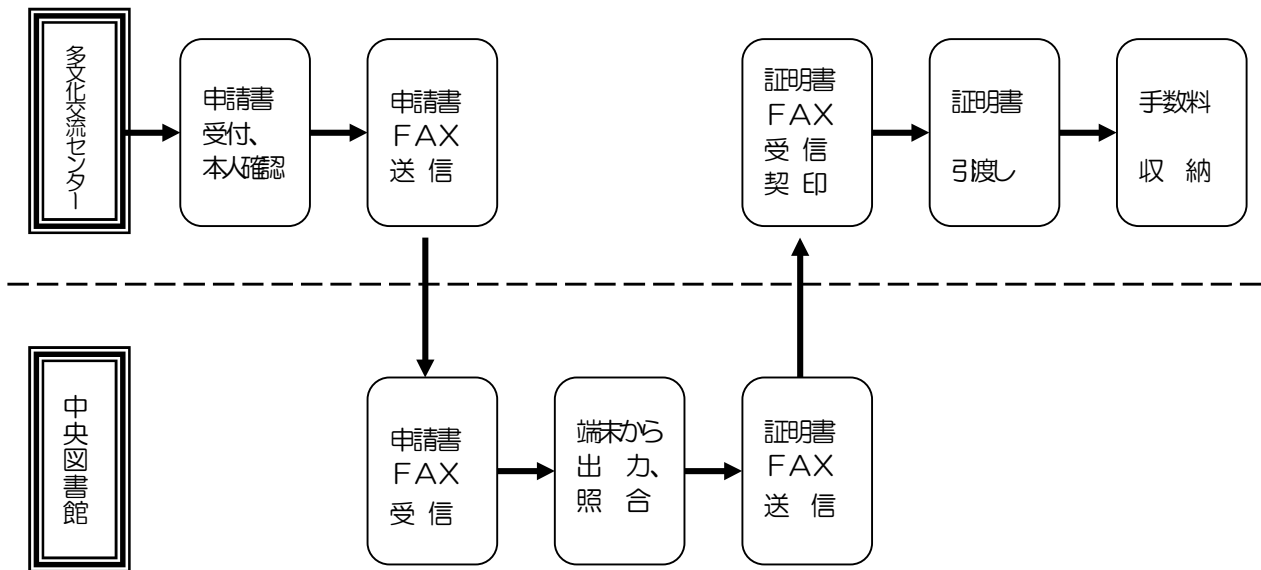 多文化交流センター
申請書
受付、
本人確認
申請書
ＦＡＸ
送 信
証明書
ＦＡＸ
受 信
契 印
証明書
引渡し
手数料
収 納
中央図書館
申請書
ＦＡＸ
受 信
端末から
出 力、
照 合
証明書
ＦＡＸ
送 信